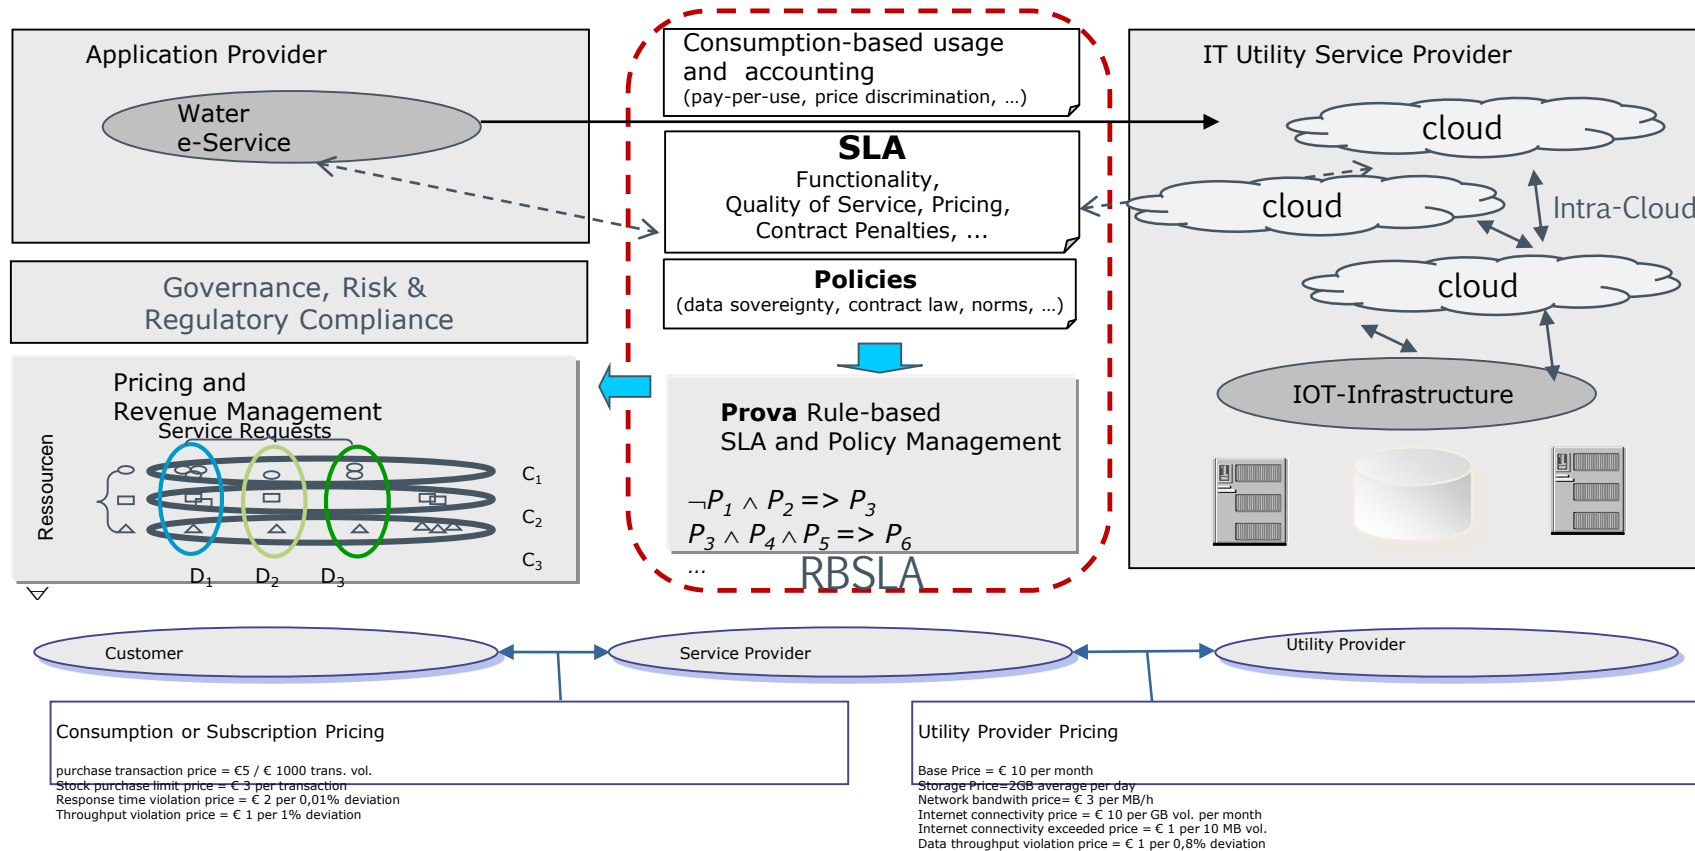 Application Provider
Water
e-Service
Consumption-based usage
and accounting
(pay-per-use, price discrimination, ...)
SLA
Functionality,
Quality of Service, Pricing,
Contract Penalties, ...
Policies
(data sovereignty, contract law, norms, ...)
IT Utility Service Provider
cloud
cloud
Intra-Cloud
cloud
IOT-Infrastructure
Governance, Risk &
Regulatory Compliance
Pricing and
Revenue Management
Service Requests
Ressourcen
C1
C2
C3
D1 D2 D3
∀
Prova Rule-based
SLA and Policy Management
¬P1 ∧ P2 => P3
P3 ∧ P4 ∧ P5 => P6
...
RBSLA
Customer
Service Provider
Utility Provider
Consumption or Subscription Pricing
purchase transaction price = €5 / € 1000 trans. vol.
Stock purchase limit price = € 3 per transaction
Response time violation price = € 2 per 0,01% deviation
Throughput violation price = € 1 per 1% deviation
Utility Provider Pricing
Base Price = € 10 per month
Storage Price=2GB average per day
Network bandwith price= € 3 per MB/h
Internet connectivity price = € 10 per GB vol. per month
Internet connectivity exceeded price = € 1 per 10 MB vol.
Data throughput violation price = € 1 per 0,8% deviation